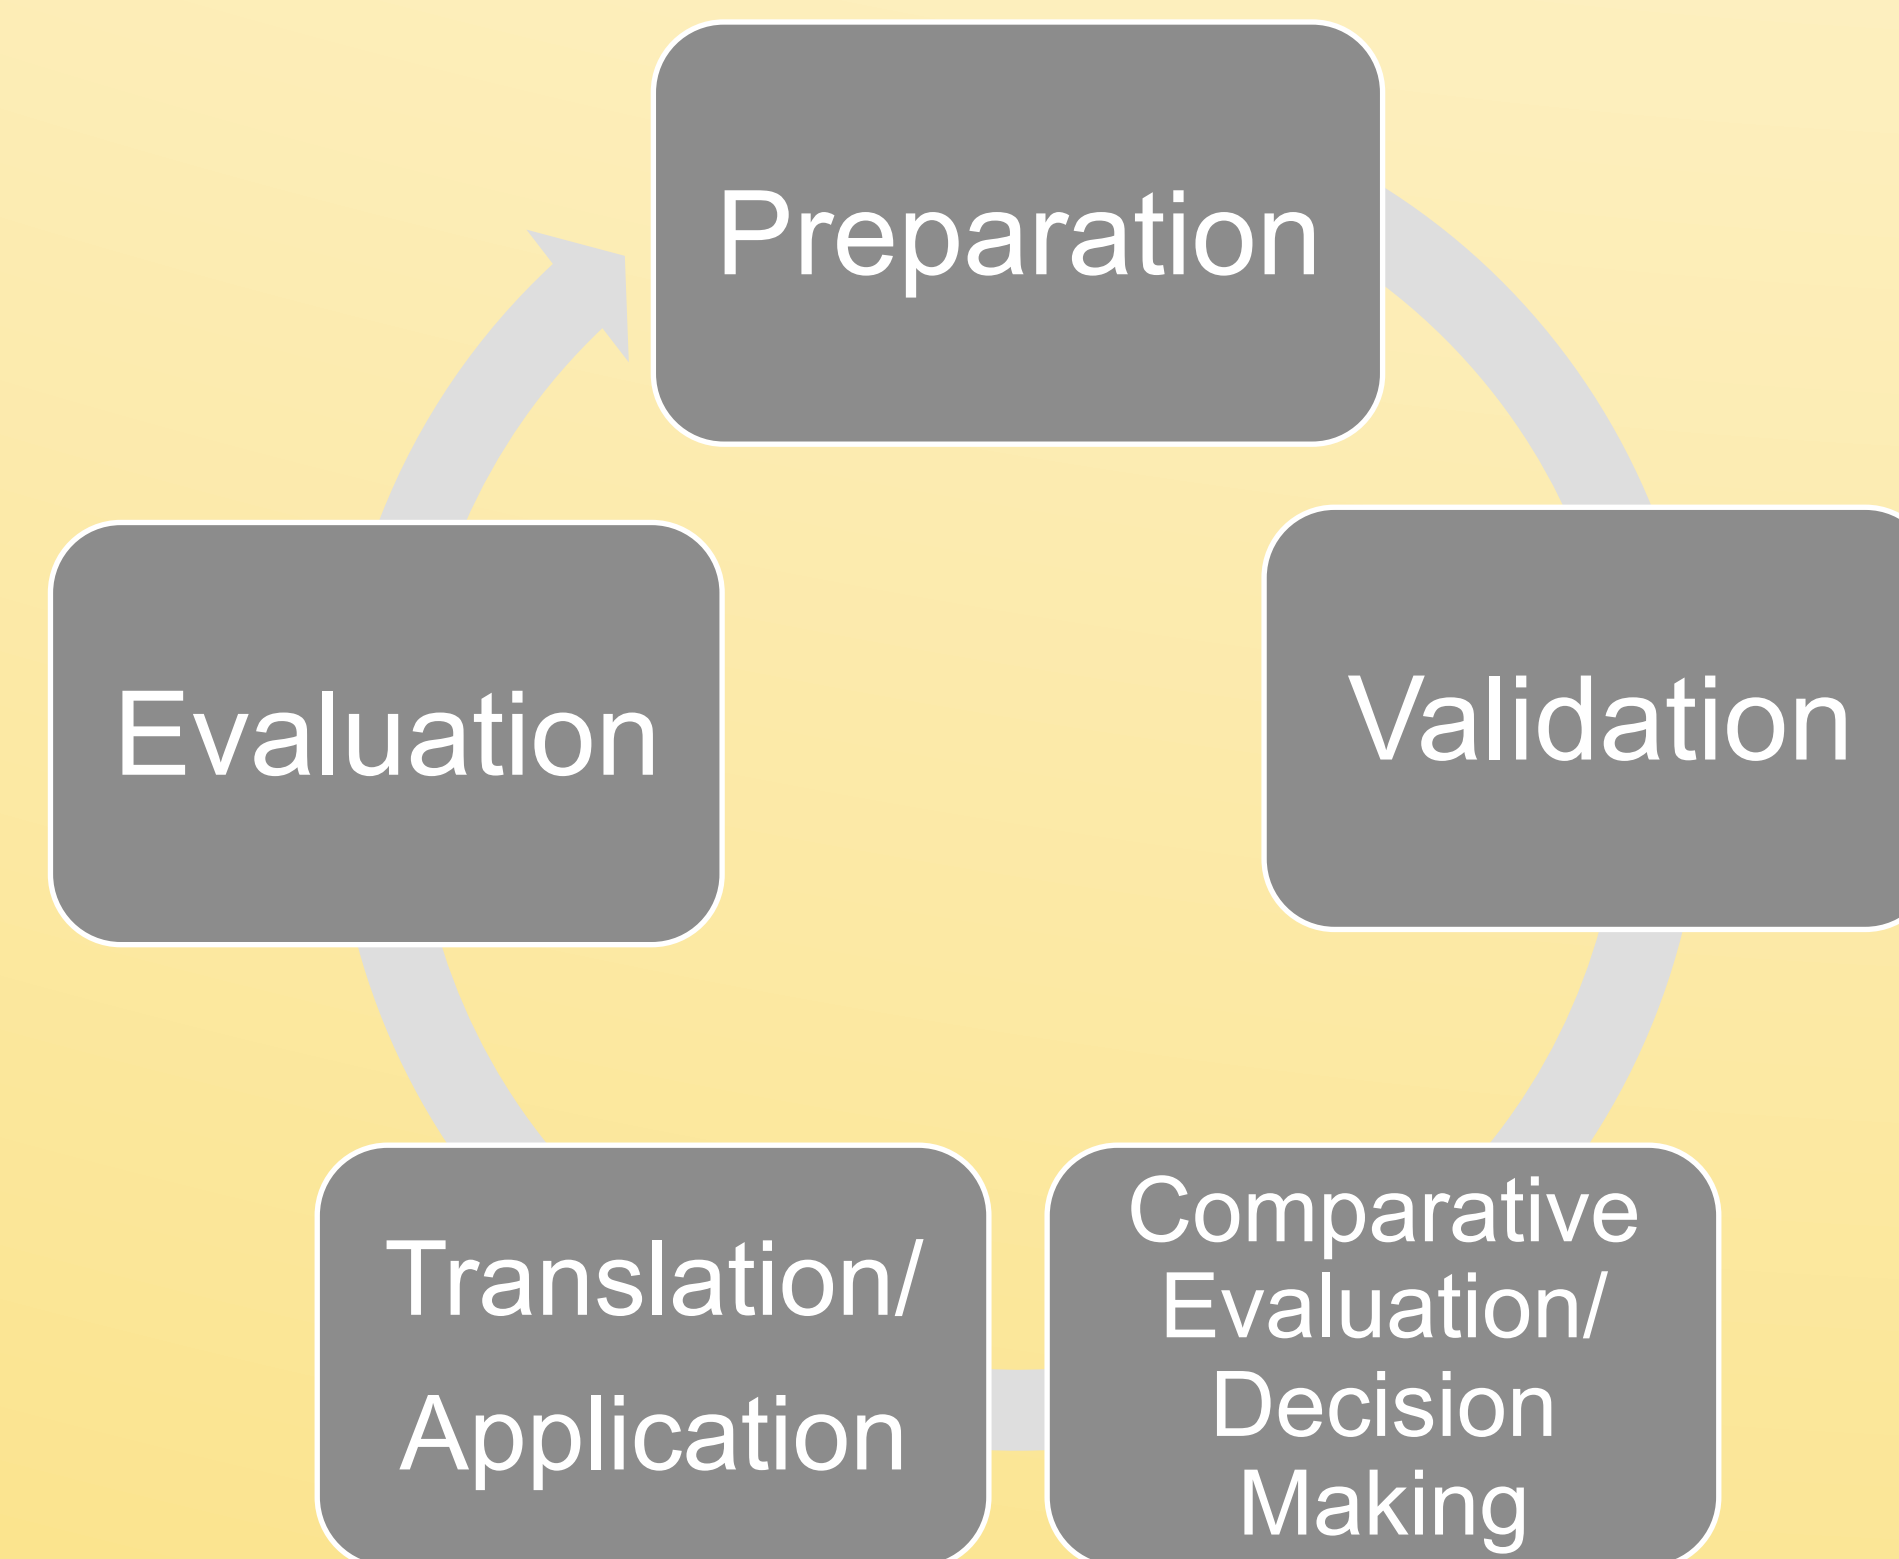 Preparation
Validation
Comparative
Evaluation/
Decision
Making
Translation/
Application
Evaluation